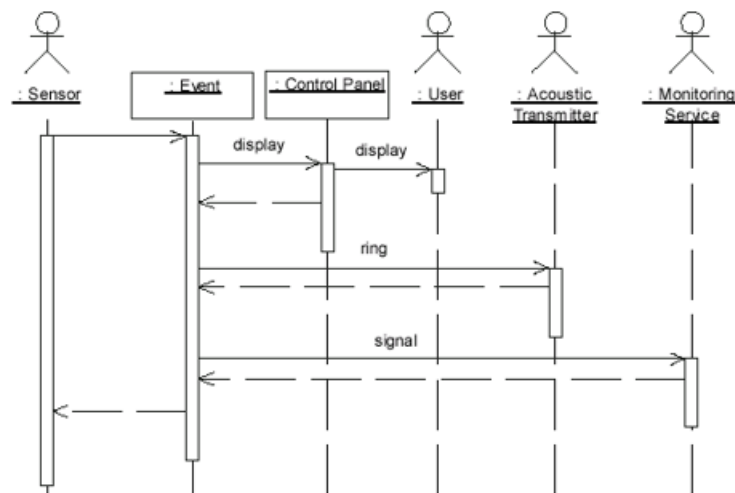 : Sensor
: Event
: Control Panel
: User
: Acoustic
Transmitter
: Monitoring
Service
display
display
ring
signal